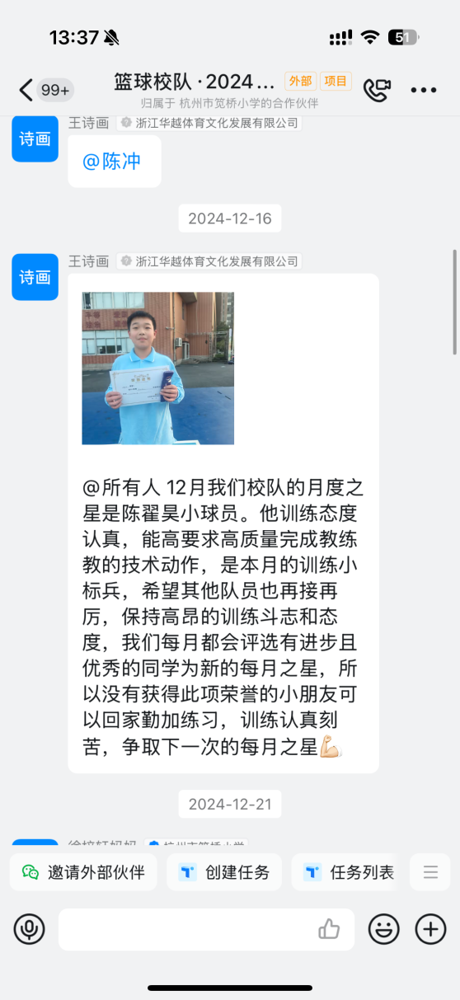 13:37
51
99+
篮球校队 · 2024 ...
外部
项目
归属于 杭州市笕桥小学的合作伙伴
诗画
王诗画
浙江华越体育文化发展有限公司
@陈冲
2024-12-16
诗画
王诗画
浙江华越体育文化发展有限公司
@所有人 12月我们校队的月度之
星是陈翟昊小球员。他训练态度
认真，能高要求高质量完成教练
教的技术动作，是本月的训练小
标兵，希望其他队员也再接再
厉，保持高昂的训练斗志和态
度，我们每月都会评选有进步且
优秀的同学为新的每月之星，所
以没有获得此项荣誉的小朋友可
以回家勤加练习，训练认真刻
苦，争取下一次的每月之星💪🏻
2024-12-21
邀请外部伙伴
创建任务
任务列表